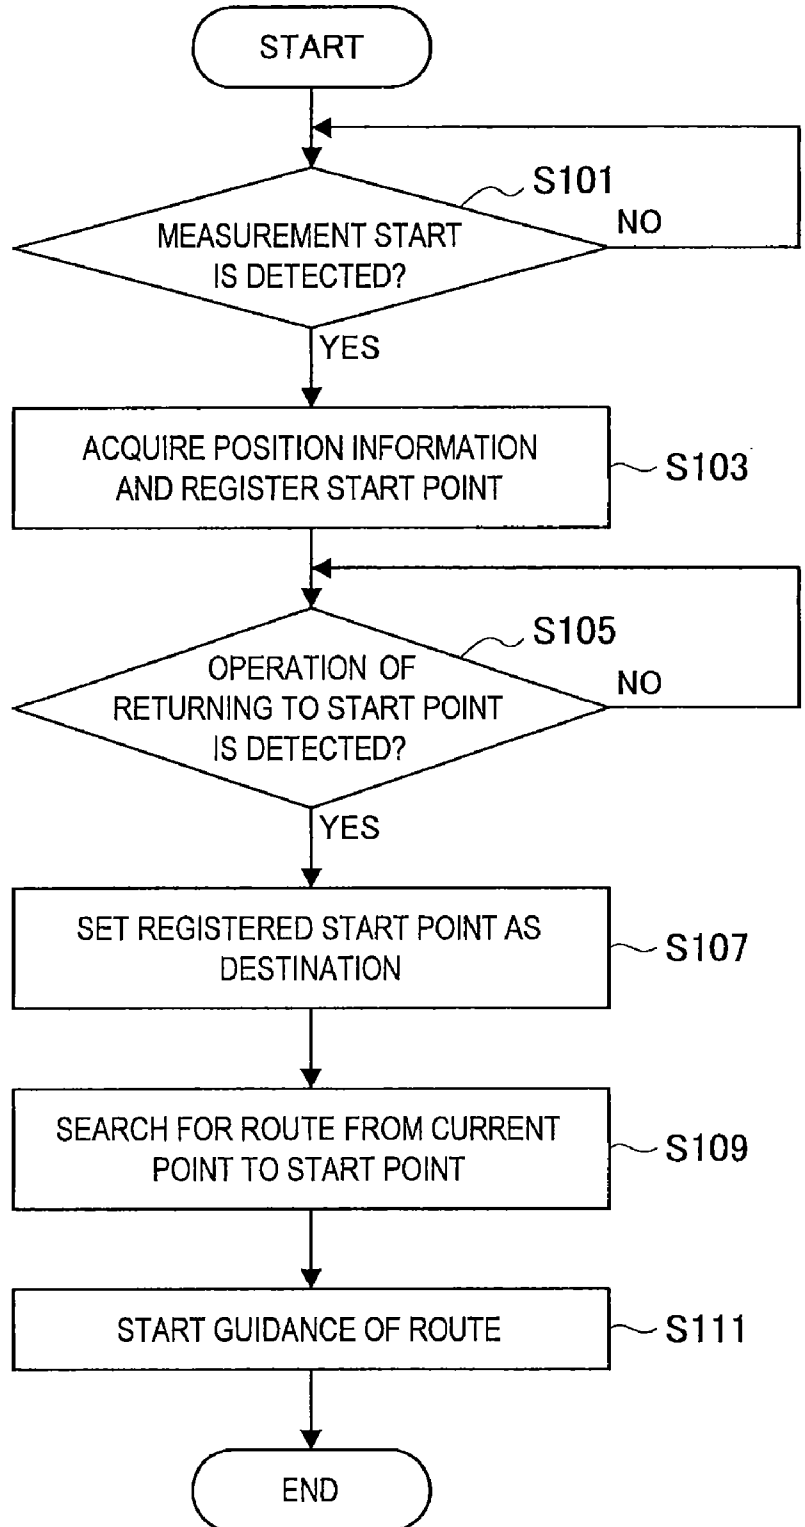 START
S101
MEASUREMENT START
IS DETECTED?
NO
YES
ACQUIRE POSITION INFORMATION
AND REGISTER START POINT
S103
S105
OPERATION OF
RETURNING TO START POINT
IS DETECTED?
NO
YES
SET REGISTERED START POINT AS
DESTINATION
S107
SEARCH FOR ROUTE FROM CURRENT
POINT TO START POINT
S109
START GUIDANCE OF ROUTE
S111
END